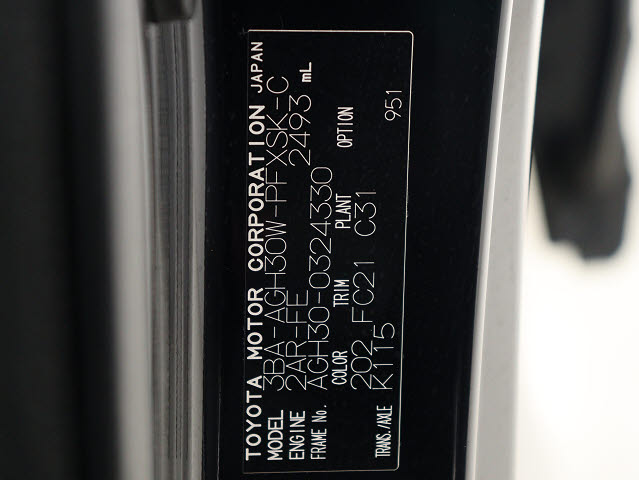 TOYOTA MOTOR CORPORATION JAPAN
MODEL 3BA-AGH30W-PFXSK-C
ENGINE 2AR-FE 2493 mL
FRAME No. AGH30-0324330
COLOR TRIM PLANT OPTION
202 FC21 C31
TRANS./AXLE K115 951